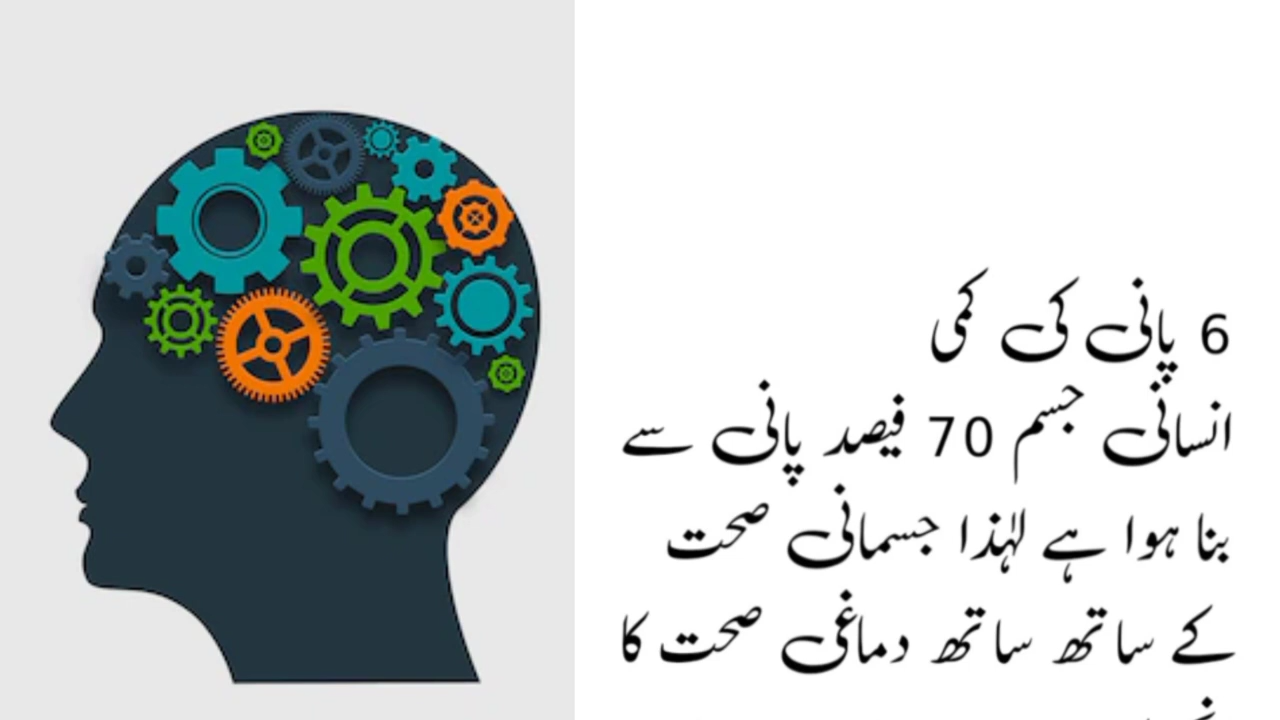 6 پانی کی کمی
انسانی جسم 70 فیصد پانی سے
بنا ہوا ہے لہٰذا جسمانی صحت
کے ساتھ ساتھ دماغی صحت کا